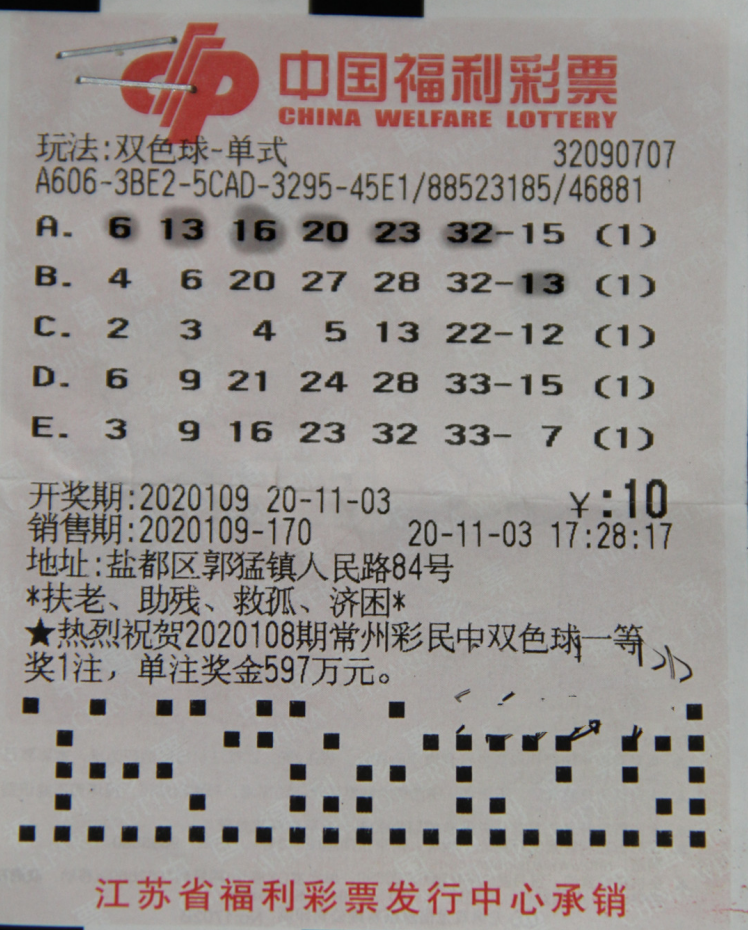 中国福利彩票
CHINA WELFARE LOTTERY
玩法:双色球-单式 32090707
A606-3BE2-5CAD-3295-45E1/88523185/46881
A. 6 13 16 20 23 32-15 (1)
B. 4 6 20 27 28 32-13 (1)
C. 2 3 4 5 13 22-12 (1)
D. 6 9 21 24 28 33-15 (1)
E. 3 9 16 23 32 33- 7 (1)
开奖期:2020109 20-11-03 ¥:10
销售期:2020109-170 20-11-03 17:28:17
地址:盐都区郭猛镇人民路84号
*扶老、助残、救孤、济困*
★热烈祝贺2020108期常州彩民中双色球一等
奖1注，单注奖金597万元。
江苏省福利彩票发行中心承销